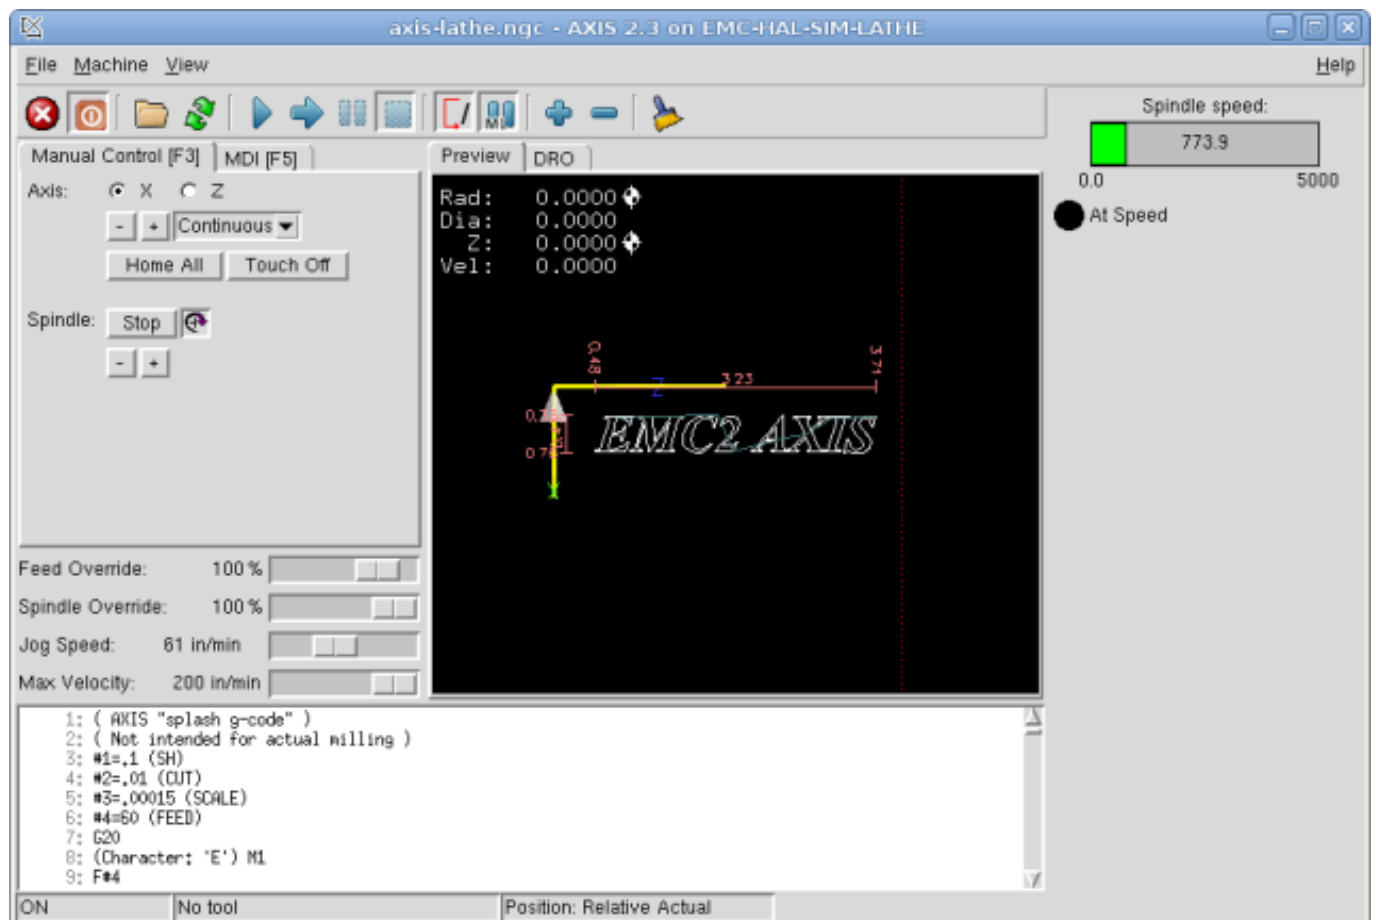 axis-lathe.ngc - AXIS 2.3 on EMC-HAL-SIM-LATHE
File Machine View Help
Spindle speed:
773.9
0.0 5000
At Speed
Manual Control [F3] MDI [F5]
Axis: X Z
- + Continuous
Home All Touch Off
Spindle: Stop
- +
Feed Override: 100 %
Spindle Override: 100 %
Jog Speed: 61 in/min
Max Velocity: 200 in/min
Preview DRO
Rad: 0.0000
Dia: 0.0000
Z: 0.0000
Vel: 0.0000
0.48 3.71
Z 3.23
EMC2 AXIS
X
1: ( AXIS "splash g-code" )
2: ( Not intended for actual milling )
3: #1=.1 (SH)
4: #2=.01 (CUT)
5: #3=.00015 (SCALE)
6: #4=60 (FEED)
7: G20
8: (Character: 'E') M1
9: F#4
ON No tool Position: Relative Actual